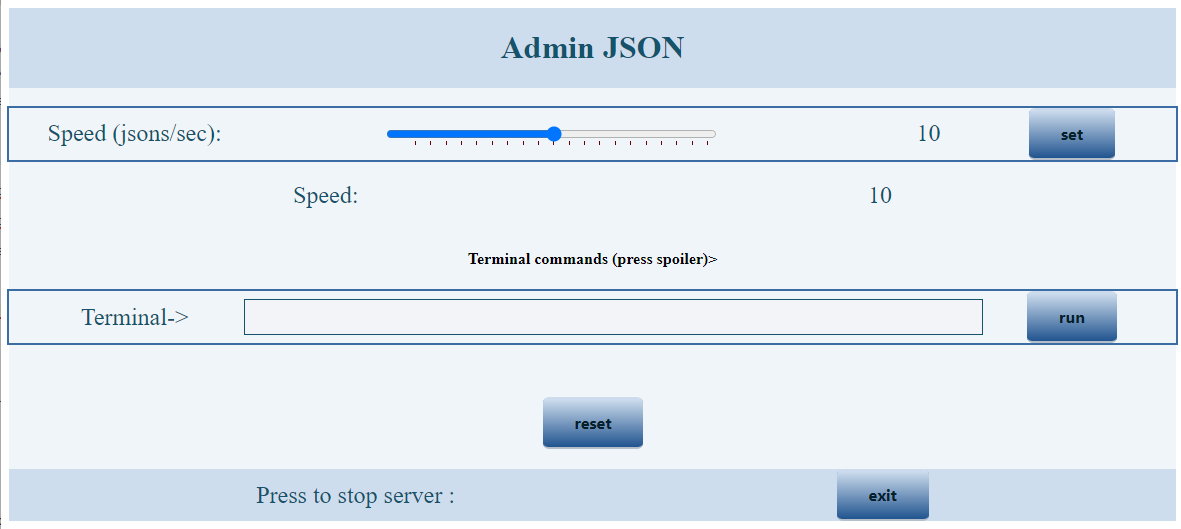 Admin JSON
Speed (jsons/sec): 10 set
Speed: 10
Terminal commands (press spoiler)>
Terminal-> run
reset
Press to stop server : exit